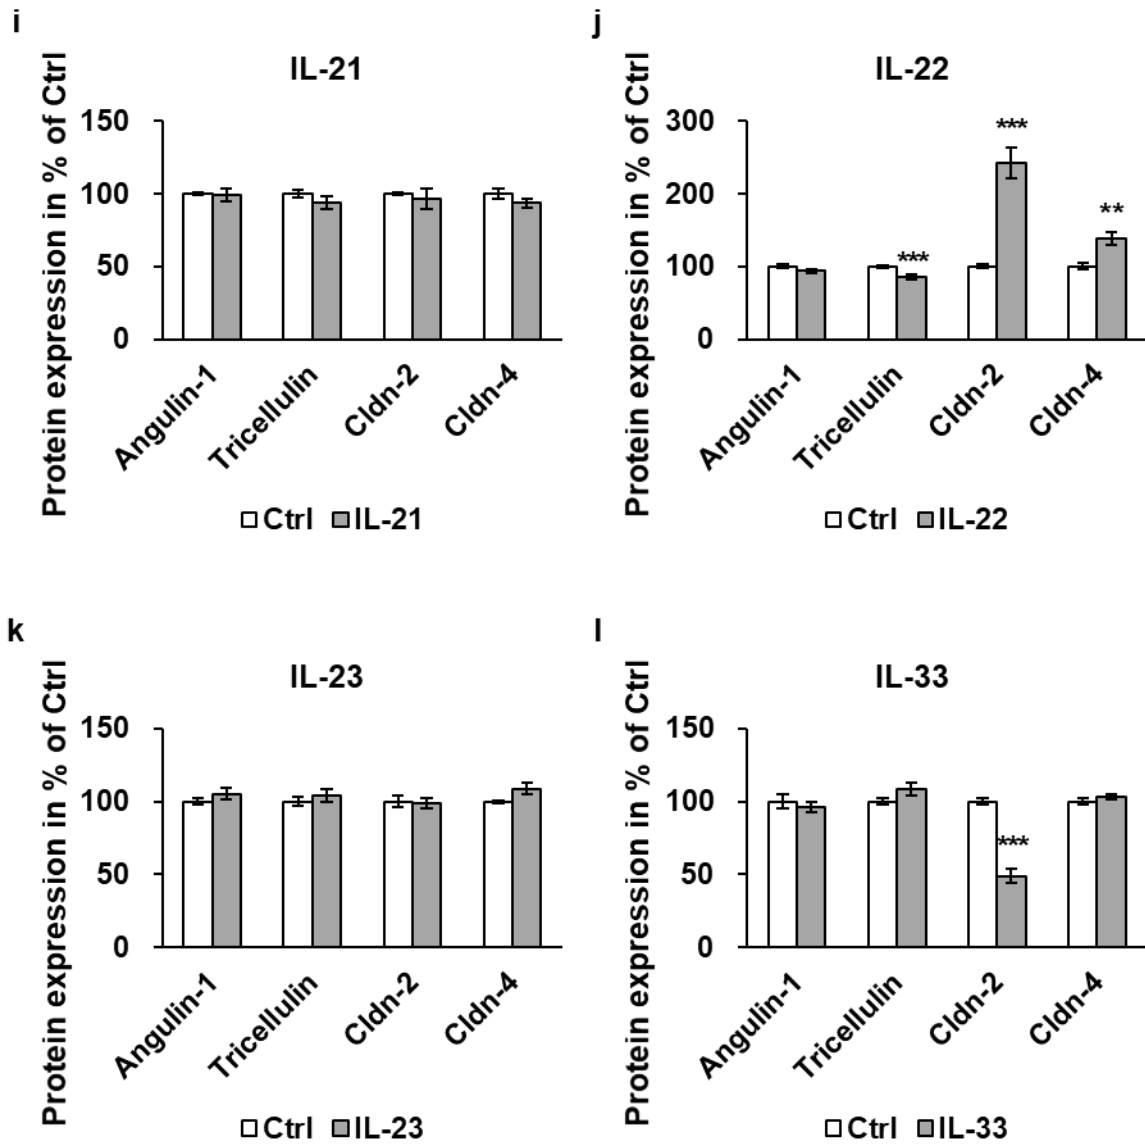 i
IL-21
Protein expression in % of Ctrl
150
100
50
0
Angulin-1
Tricellulin
Cldn-2
Cldn-4
Ctrl IL-21
j
IL-22
Protein expression in % of Ctrl
300
200
100
0
***
***
**
Angulin-1
Tricellulin
Cldn-2
Cldn-4
Ctrl IL-22
k
IL-23
Protein expression in % of Ctrl
150
100
50
0
Angulin-1
Tricellulin
Cldn-2
Cldn-4
Ctrl IL-23
l
IL-33
Protein expression in % of Ctrl
150
100
50
0
***
Angulin-1
Tricellulin
Cldn-2
Cldn-4
Ctrl IL-33